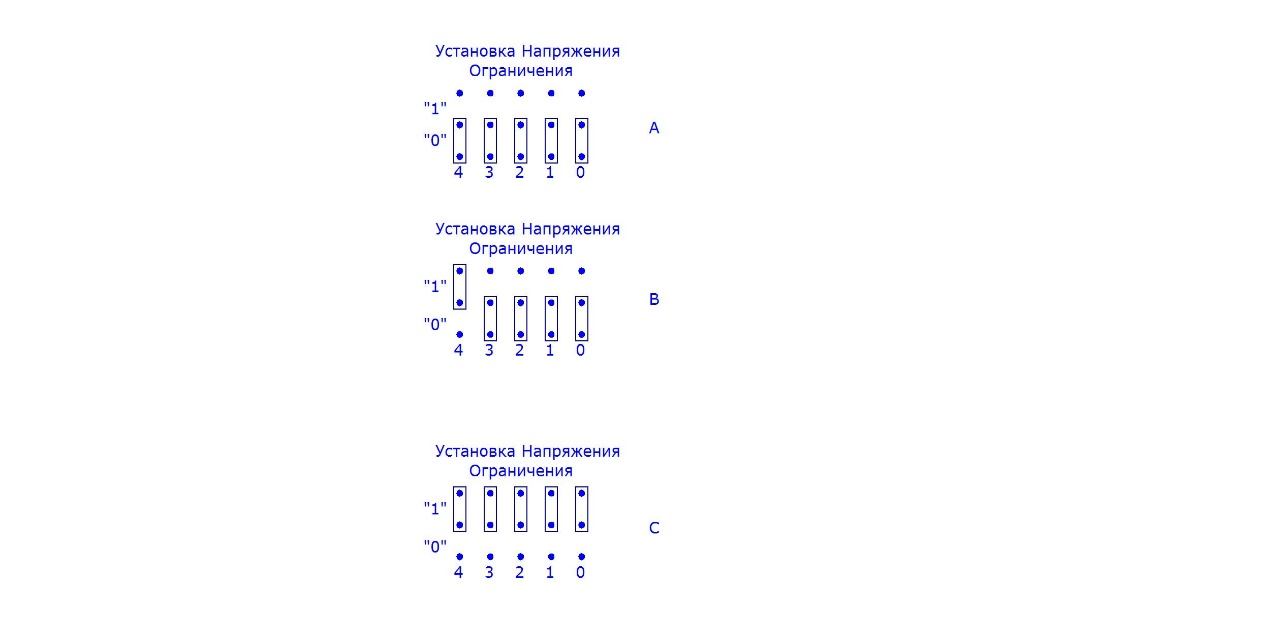 Установка Напряжения
Ограничения
"1"
"0"
A
4 3 2 1 0
Установка Напряжения
Ограничения
"1"
"0"
B
4 3 2 1 0
Установка Напряжения
Ограничения
"1"
"0"
C
4 3 2 1 0